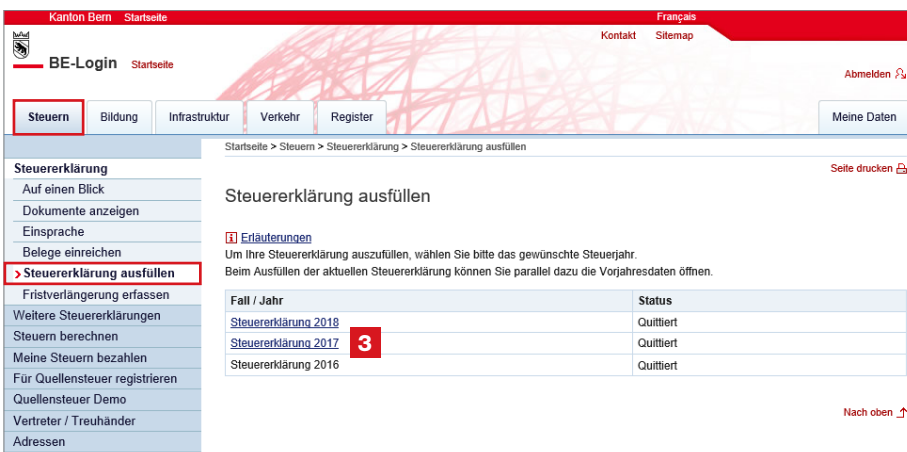 Kanton Bern Startseite Français
Kontakt Sitemap
BE-Login Startseite
Abmelden
Steuern Bildung Infrastruktur Verkehr Register Meine Daten
Startseite > Steuern > Steuererklärung > Steuererklärung ausfüllen
Seite drucken
Steuererklärung
Auf einen Blick
Dokumente anzeigen
Einsprache
Belege einreichen
Steuererklärung ausfüllen
Fristverlängerung erfassen
Weitere Steuererklärungen
Steuern berechnen
Meine Steuern bezahlen
Für Quellensteuer registrieren
Quellensteuer Demo
Vertreter / Treuhänder
Adressen
Steuererklärung ausfüllen
Erläuterungen
Um Ihre Steuererklärung auszufüllen, wählen Sie bitte das gewünschte Steuerjahr.
Beim Ausfüllen der aktuellen Steuererklärung können Sie parallel dazu die Vorjahresdaten öffnen.
Fall / Jahr Status
Steuererklärung 2018 Quittiert
Steuererklärung 2017 3 Quittiert
Steuererklärung 2016 Quittiert
Nach oben